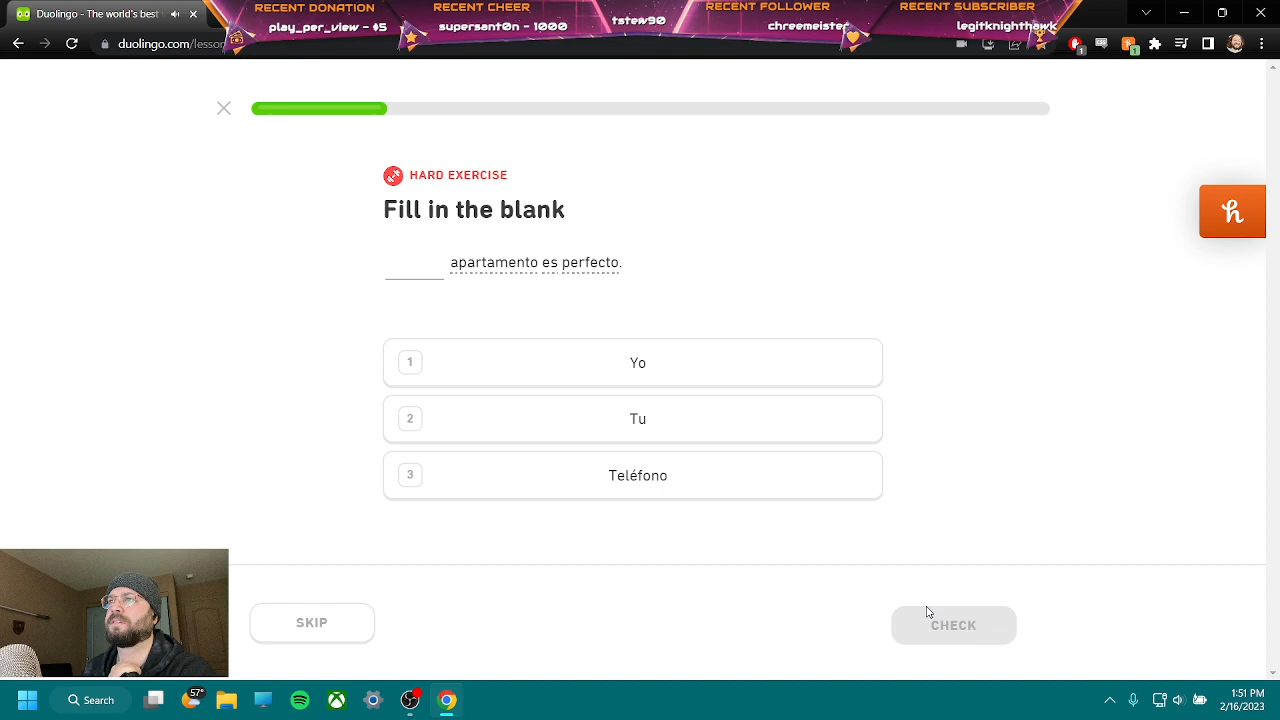 RECENT DONATION
play_per_view - $5
RECENT CHEER
supersant0n - 1000
tstew90
RECENT FOLLOWER
chreemeister
RECENT SUBSCRIBER
legitknighthawk
Duolingo - The world's best
duolingo.com/lesso
HARD EXERCISE
Fill in the blank
apartamento es perfecto.
1 Yo
2 Tu
3 Teléfono
SKIP
CHECK
57°
Search
1:51 PM
2/16/2023